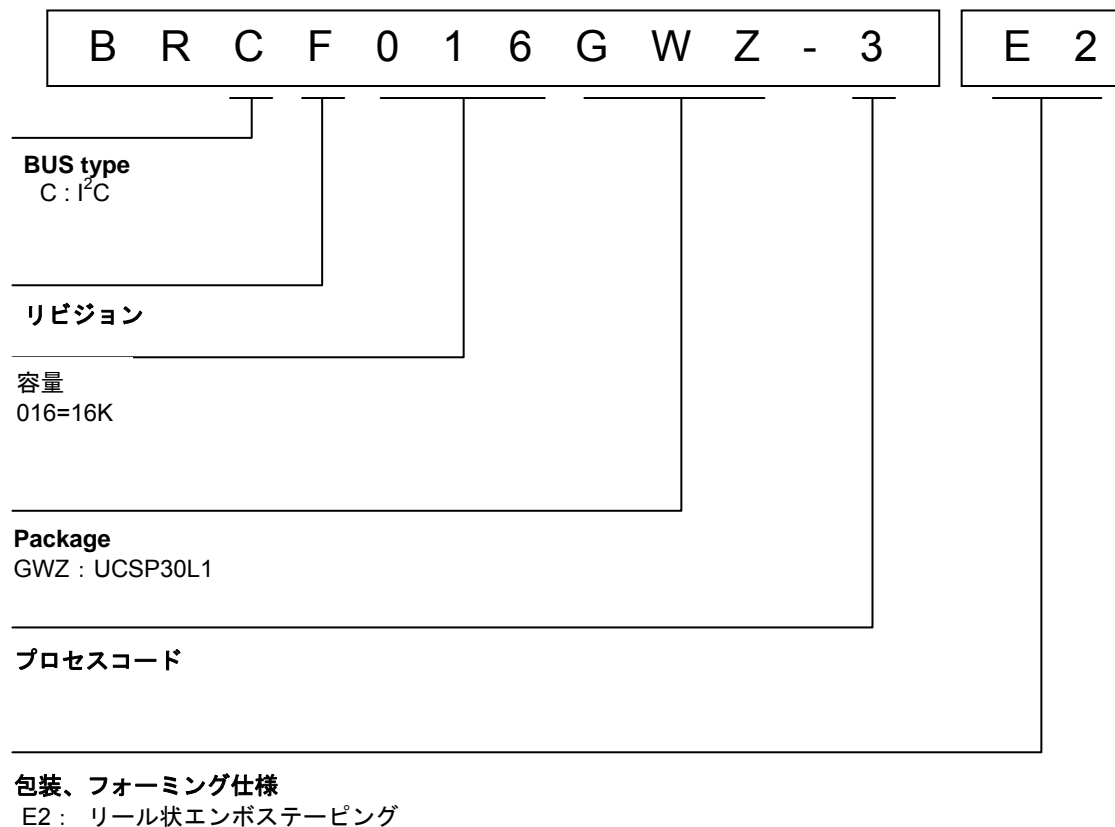 B R C F 0 1 6 G W Z - 3 E 2
BUS type
C : I²C
リビジョン
容量
016=16K
Package
GWZ : UCSP30L1
プロセスコード
包装、フォーミング仕様
E2 : リール状エンボステーピング